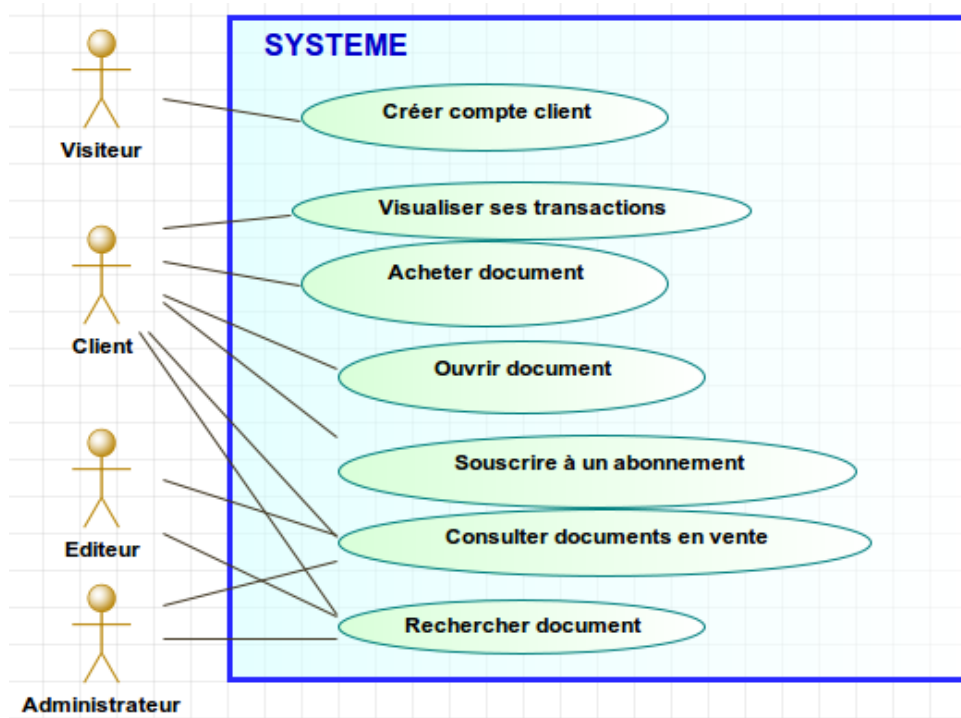 SYSTEME
Créer compte client
Visiteur
Visualiser ses transactions
Acheter document
Client
Ouvrir document
Souscrire à un abonnement
Consulter documents en vente
Editeur
Rechercher document
Administrateur